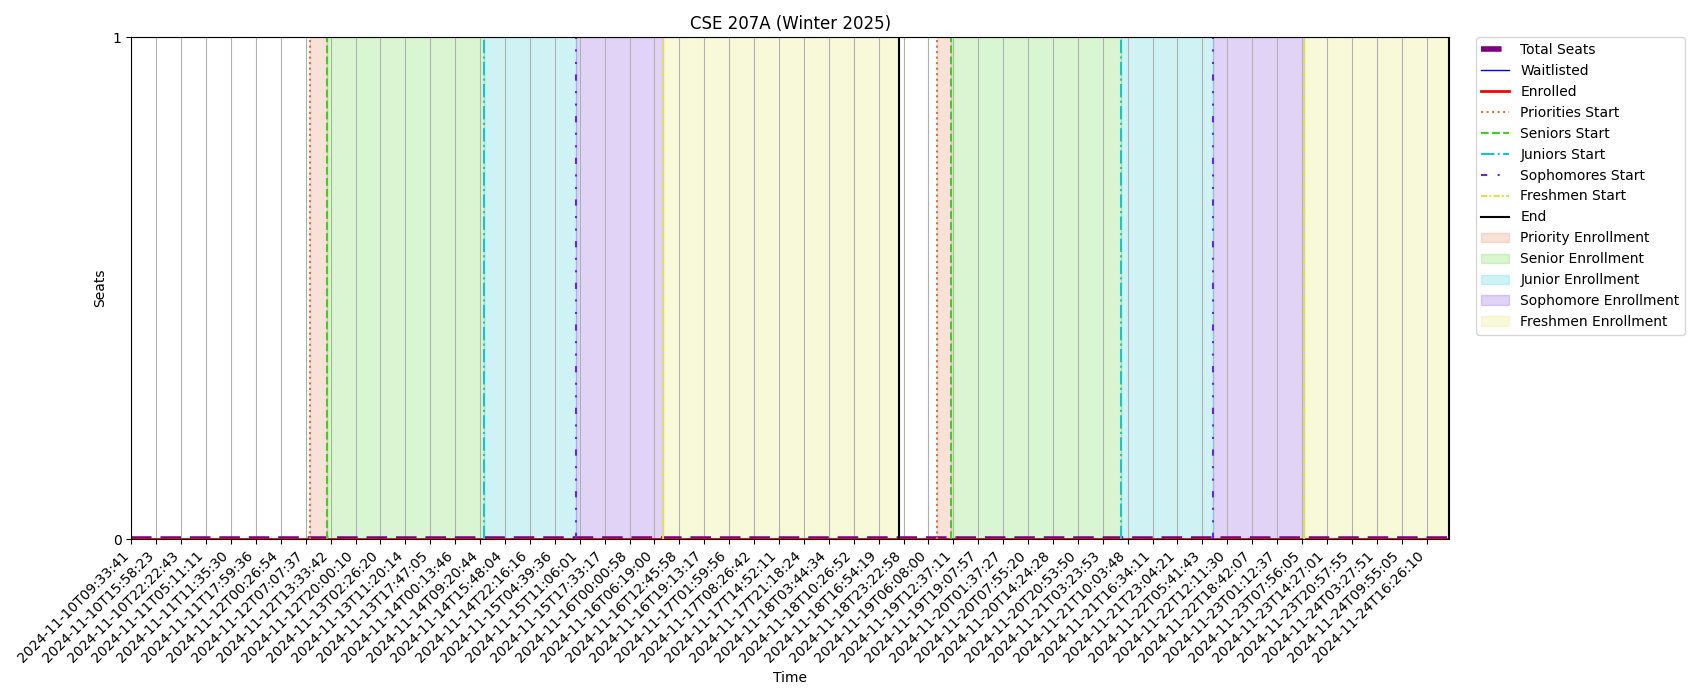 CSE 207A (Winter 2025)
1
0
Seats
2024-11-10T09:33:41
2024-11-10T15:58:23
2024-11-10T22:22:43
2024-11-11T05:11:11
2024-11-11T11:35:30
2024-11-11T17:59:36
2024-11-12T00:26:54
2024-11-12T07:07:37
2024-11-12T13:33:42
2024-11-12T20:00:10
2024-11-13T02:26:20
2024-11-13T11:20:14
2024-11-13T17:47:05
2024-11-14T00:13:46
2024-11-14T09:20:44
2024-11-14T15:48:04
2024-11-14T22:16:16
2024-11-15T04:39:36
2024-11-15T11:06:01
2024-11-15T17:33:17
2024-11-16T00:00:58
2024-11-16T06:19:00
2024-11-16T12:45:58
2024-11-16T19:13:17
2024-11-17T01:59:56
2024-11-17T08:26:42
2024-11-17T14:52:11
2024-11-17T21:18:24
2024-11-18T03:44:34
2024-11-18T10:26:52
2024-11-18T16:54:19
2024-11-18T23:22:58
2024-11-19T06:08:00
2024-11-19T12:37:11
2024-11-19T19:07:57
2024-11-20T01:37:27
2024-11-20T07:55:20
2024-11-20T14:24:28
2024-11-20T20:53:50
2024-11-21T03:23:53
2024-11-21T10:03:48
2024-11-21T16:34:11
2024-11-21T23:04:21
2024-11-22T05:41:43
2024-11-22T12:11:30
2024-11-22T18:42:07
2024-11-23T01:12:37
2024-11-23T07:56:05
2024-11-23T14:27:01
2024-11-23T20:57:55
2024-11-24T03:27:51
2024-11-24T09:55:05
2024-11-24T16:26:10
Time
Total Seats
Waitlisted
Enrolled
Priorities Start
Seniors Start
Juniors Start
Sophomores Start
Freshmen Start
End
Priority Enrollment
Senior Enrollment
Junior Enrollment
Sophomore Enrollment
Freshmen Enrollment